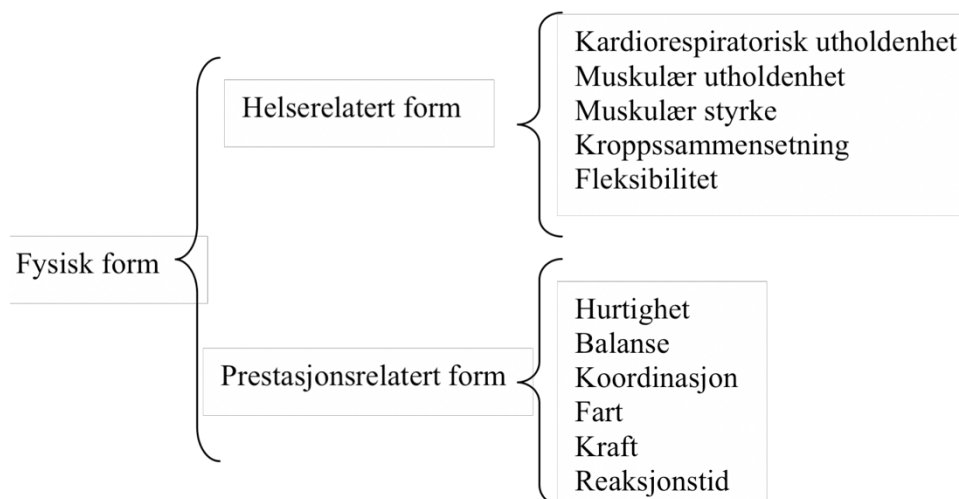 Fysisk form
Helserelatert form
Kardiorespiratorisk utholdenhet
Muskulær utholdenhet
Muskulær styrke
Kroppssammensetning
Fleksibilitet
Prestasjonsrelatert form
Hurtighet
Balanse
Koordinasjon
Fart
Kraft
Reaksjonstid